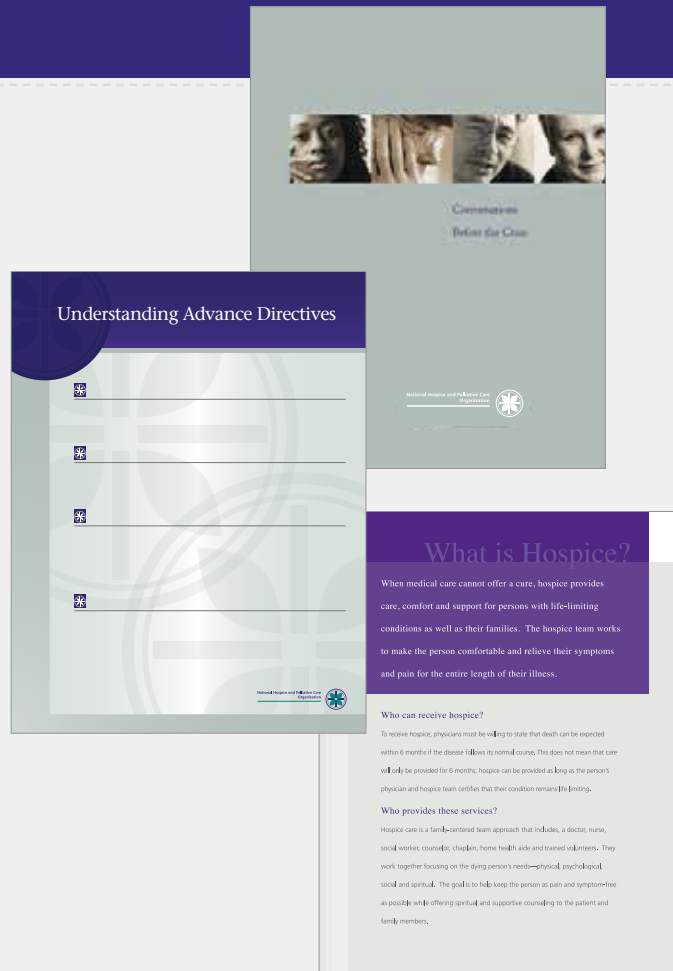 Conversations
Before the Crisis
National Hospice and Palliative Care
Organization
Understanding Advance Directives
National Hospice and Palliative Care
Organization
What is Hospice?
When medical care cannot offer a cure, hospice provides
care, comfort and support for persons with life-limiting
conditions as well as their families. The hospice team works
to make the person comfortable and relieve their symptoms
and pain for the entire length of their illness.
Who can receive hospice?
To receive hospice, physicians must be willing to state that death can be expected
within 6 months if the disease follows its normal course. This does not mean that care
will only be provided for 6 months; hospice can be provided as long as the person's
physician and hospice team certifies that their condition remains life limiting.
Who provides these services?
Hospice care is a family-centered team approach that includes, a doctor, nurse,
social worker, counselor, chaplain, home health aide and trained volunteers. They
work together focusing on the dying person's needs—physical, psychological,
social and spiritual. The goal is to help keep the person as pain and symptom-free
as possible while offering spiritual and supportive counseling to the patient and
family members.